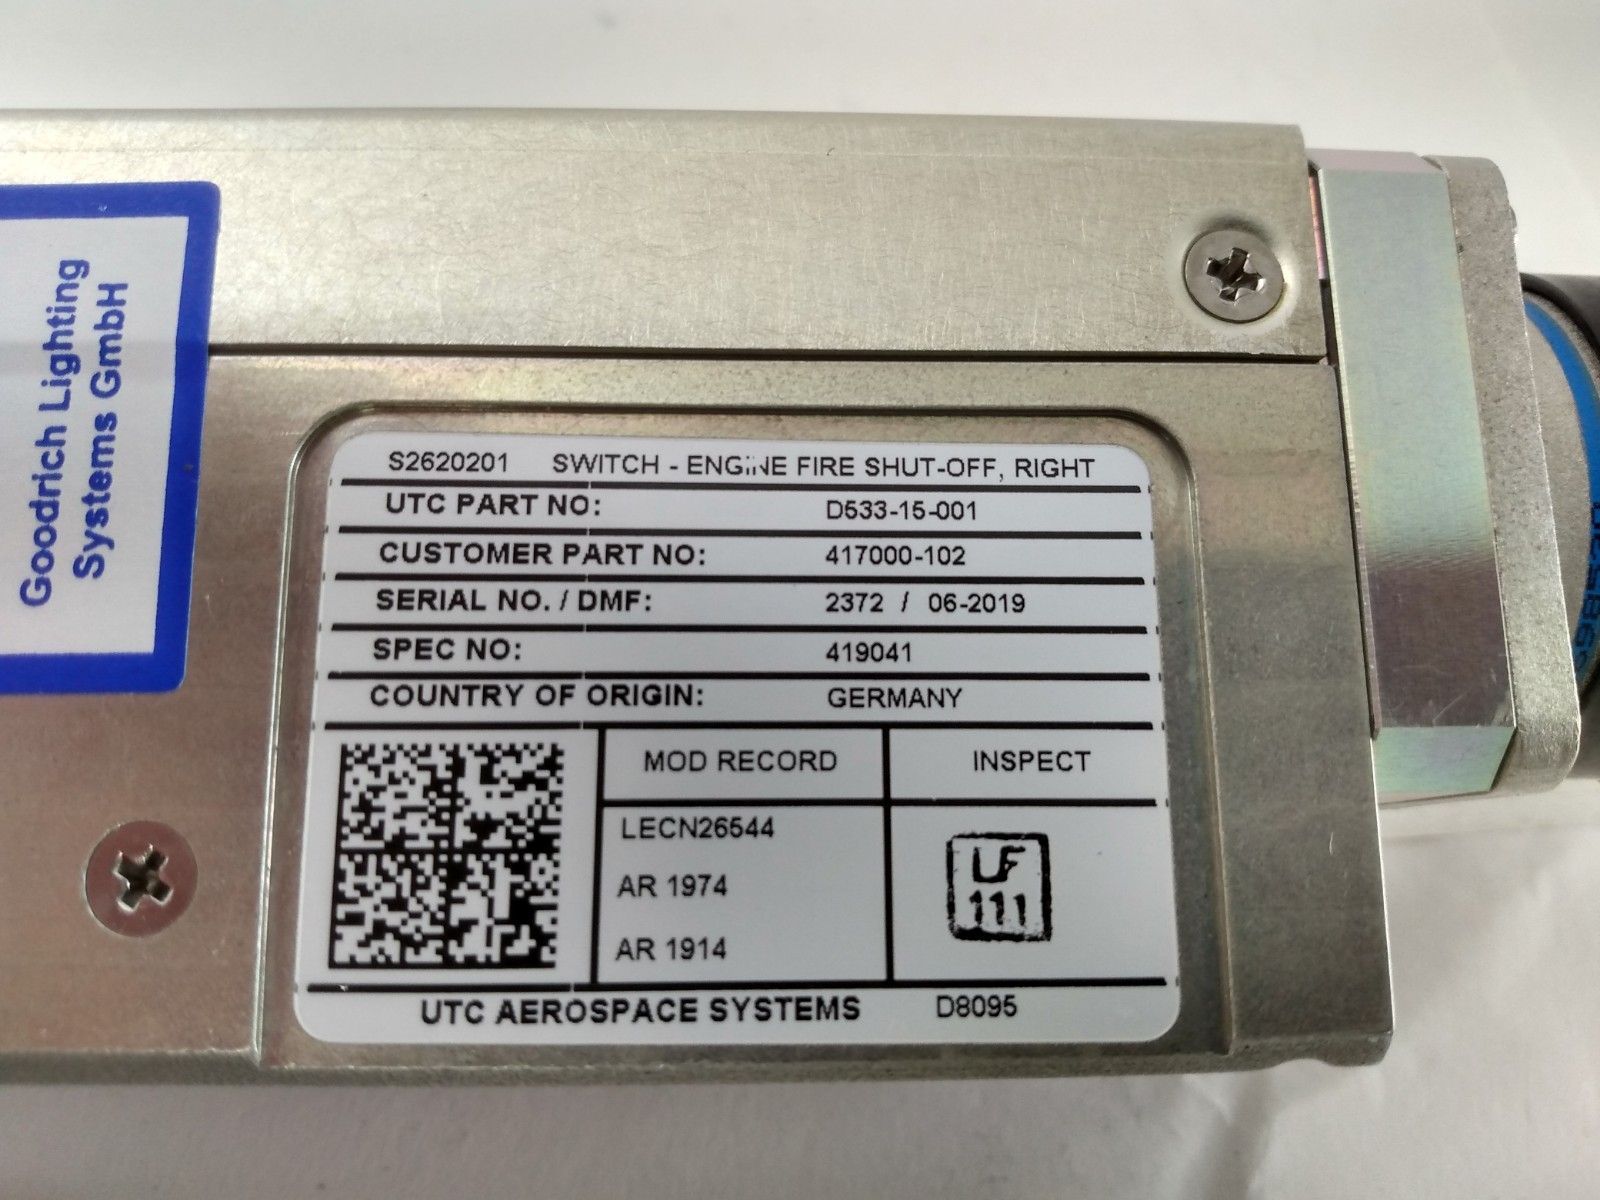 Goodrich Lighting
Systems GmbH
S2620201 SWITCH - ENGINE FIRE SHUT-OFF, RIGHT
UTC PART NO: D533-15-001
CUSTOMER PART NO: 417000-102
SERIAL NO. / DMF: 2372 / 06-2019
SPEC NO: 419041
COUNTRY OF ORIGIN: GERMANY
MOD RECORD INSPECT
LECN26544
AR 1974
AR 1914
LF
111
UTC AEROSPACE SYSTEMS D8095